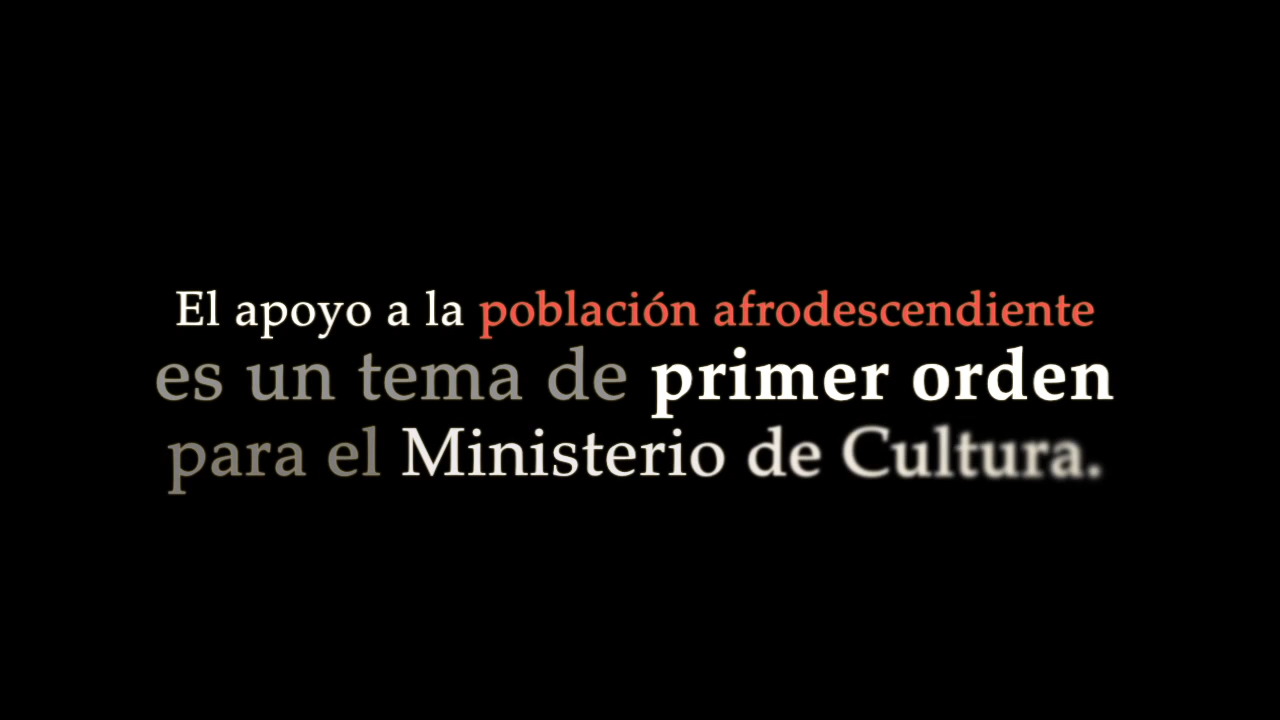 El apoyo a la población afrodescendiente
es un tema de primer orden
para el Ministerio de Cultura.